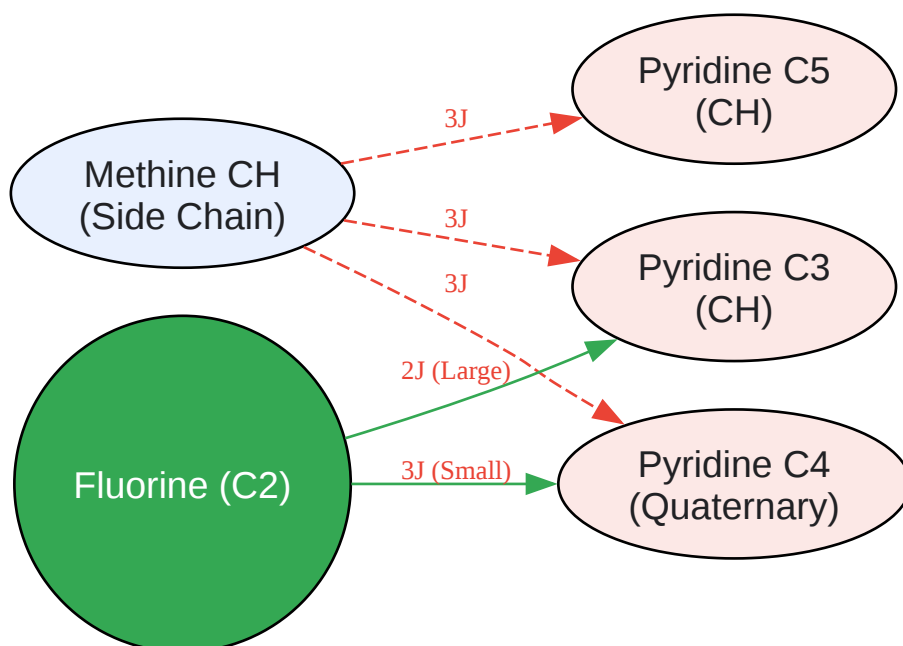 Methine CH
(Side Chain)
3J
3J
3J
Pyridine C5
(CH)
Pyridine C3
(CH)
Fluorine (C2)
2J (Large)
3J (Small)
Pyridine C4
(Quaternary)